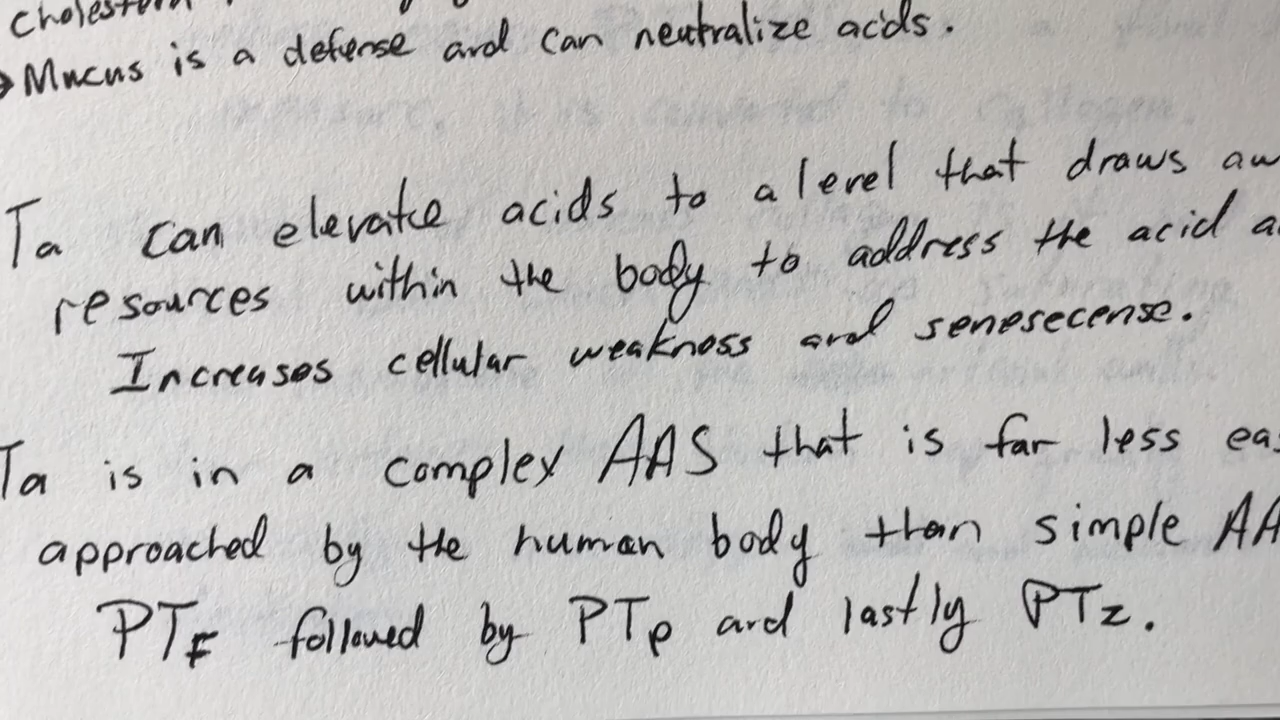 Cholesterol
→ Mucus is a defense and can neutralize acids.
Ta can elevate acids to a level that draws aw
resources within the body to address the acid a
Increases cellular weakness and senesecense.
Ta is in a complex AAS that is far less eas
approached by the human body than simple AA
PTF followed by PTp and lastly PTz.